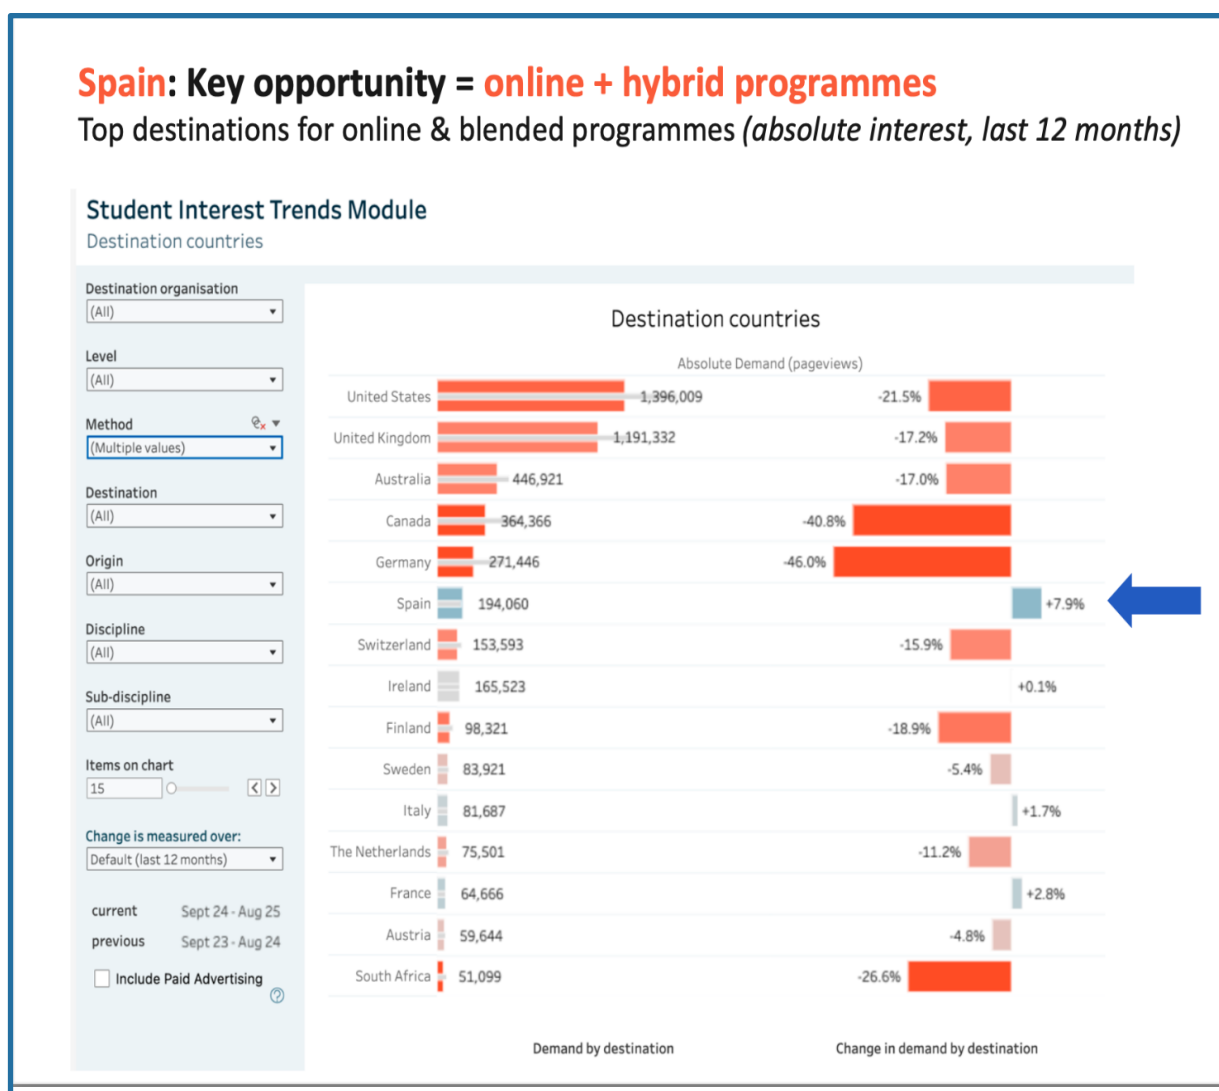 Spain: Key opportunity = online + hybrid programmes
Top destinations for online & blended programmes (absolute interest, last 12 months)
Student Interest Trends Module
Destination countries
Destination organisation
(All)
Level
(All)
Method
(Multiple values)
Destination
(All)
Origin
(All)
Discipline
(All)
Sub-discipline
(All)
Items on chart
15
Change is measured over:
Default (last 12 months)
current Sept 24 - Aug 25
previous Sept 23 - Aug 24
Include Paid Advertising
Destination countries
Absolute Demand (pageviews)
United States 1,396,009 -21.5%
United Kingdom 1,191,332 -17.2%
Australia 446,921 -17.0%
Canada 364,366 -40.8%
Germany 271,446 -46.0%
Spain 194,060 +7.9%
Switzerland 153,593 -15.9%
Ireland 165,523 +0.1%
Finland 98,321 -18.9%
Sweden 83,921 -5.4%
Italy 81,687 +1.7%
The Netherlands 75,501 -11.2%
France 64,666 +2.8%
Austria 59,644 -4.8%
South Africa 51,099 -26.6%
Demand by destination Change in demand by destination